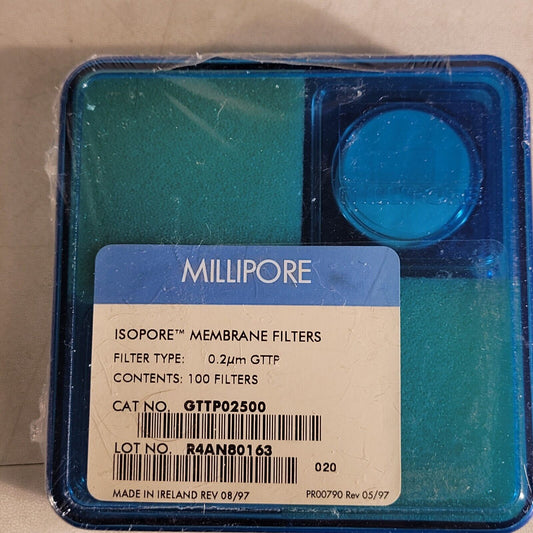 MILLIPORE
ISOPORE™ MEMBRANE FILTERS
FILTER TYPE: 0.2µm GTTP
CONTENTS: 100 FILTERS
CAT NO. GTTP02500
LOT NO. R4AN80163
020
MADE IN IRELAND REV 08/97 PR00790 Rev 05/97